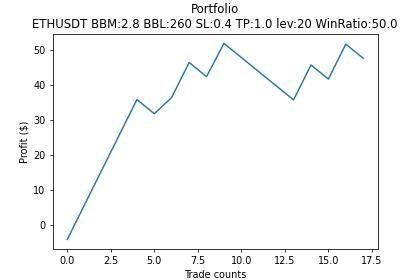 Portfolio
ETHUSDT BBM:2.8 BBL:260 SL:0.4 TP:1.0 lev:20 WinRatio:50.0
50
40
30
20
10
0
Profit ($)
0.0 2.5 5.0 7.5 10.0 12.5 15.0 17.5
Trade counts